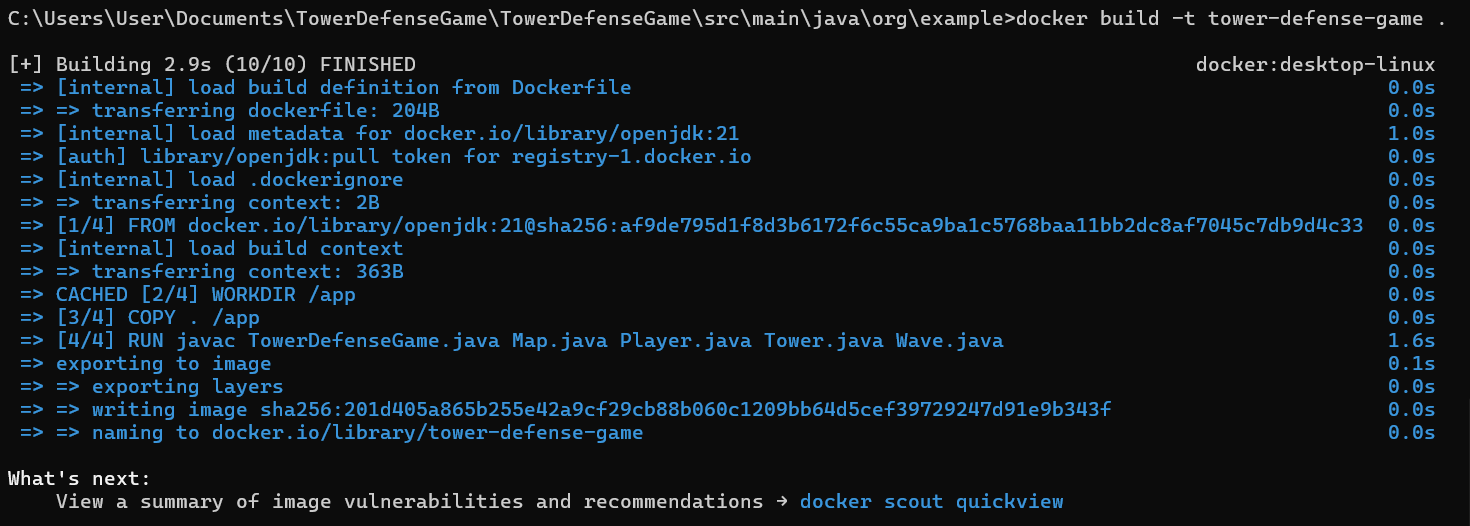 C:\Users\User\Documents\TowerDefenseGame\TowerDefenseGame\src\main\java\org\example>docker build -t tower-defense-game .
[+] Building 2.9s (10/10) FINISHED docker:desktop-linux
=> [internal] load build definition from Dockerfile 0.0s
=> => transferring dockerfile: 204B 0.0s
=> [internal] load metadata for docker.io/library/openjdk:21 1.0s
=> [auth] library/openjdk:pull token for registry-1.docker.io 0.0s
=> [internal] load .dockerignore 0.0s
=> => transferring context: 2B 0.0s
=> [1/4] FROM docker.io/library/openjdk:21@sha256:af9de795d1f8d3b6172f6c55ca9ba1c5768baa11bb2dc8af7045c7db9d4c33 0.0s
=> [internal] load build context 0.0s
=> => transferring context: 363B 0.0s
=> CACHED [2/4] WORKDIR /app 0.0s
=> [3/4] COPY . /app 0.0s
=> [4/4] RUN javac TowerDefenseGame.java Map.java Player.java Tower.java Wave.java 1.6s
=> exporting to image 0.1s
=> => exporting layers 0.0s
=> => writing image sha256:201d405a865b255e42a9cf29cb88b060c1209bb64d5cef39729247d91e9b343f 0.0s
=> => naming to docker.io/library/tower-defense-game 0.0s
What's next:
View a summary of image vulnerabilities and recommendations → docker scout quickview